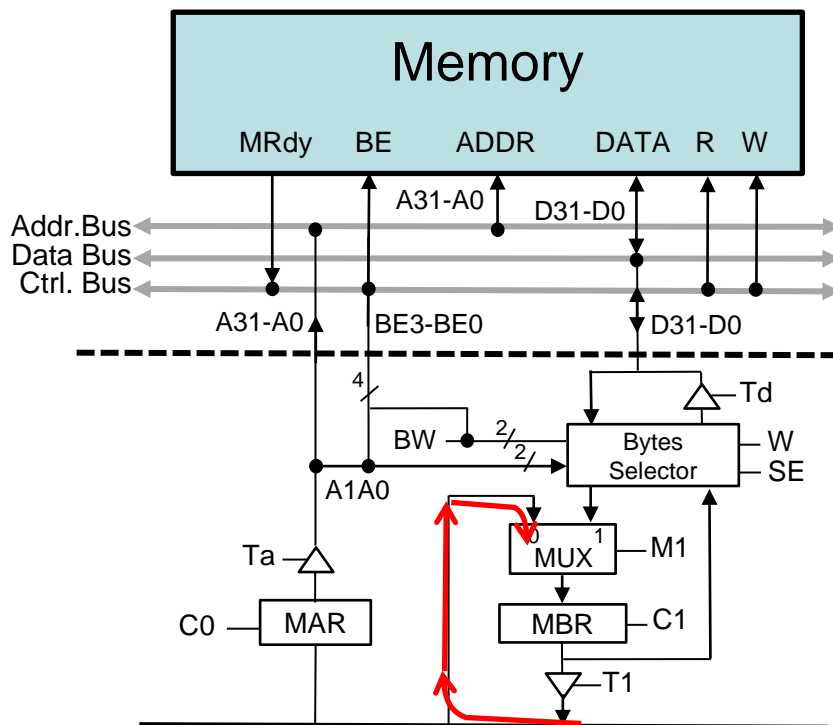 Memory
MRdy BE ADDR DATA R W
A31-A0 D31-D0
Addr.Bus
Data Bus
Ctrl. Bus
A31-A0 BE3-BE0 D31-D0
4
Td
BW 2 Bytes W
2 Selector SE
A1A0
0 1
Ta MUX M1
C0 MAR MBR C1
T1